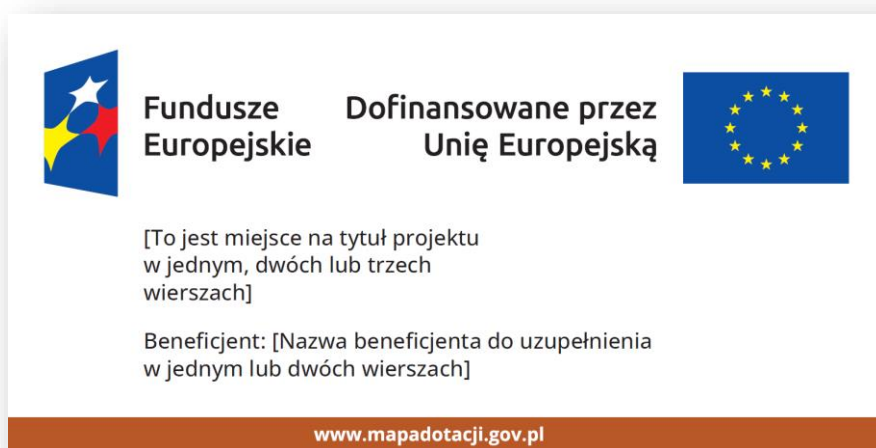 Fundusze
Europejskie
Dofinansowane przez
Unię Europejską
[To jest miejsce na tytuł projektu
w jednym, dwóch lub trzech
wierszach]
Beneficjent: [Nazwa beneficjenta do uzupełnienia
w jednym lub dwóch wierszach]
www.mapadotacji.gov.pl